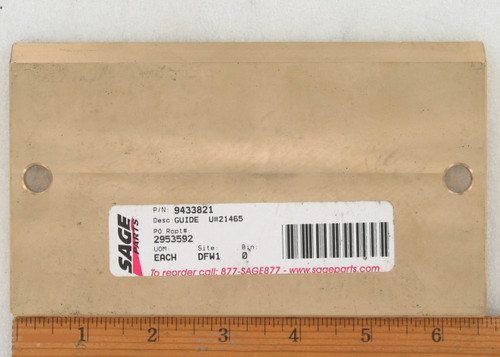 SAGE
PARTS
P/N: 9433821
Desc: GUIDE U#21465
PO Rcpt#:
2953592
UOM: Site: Bin:
EACH DFW1 0
To reorder call: 877-SAGE877 - www.sageparts.com
1 2 3 4 5 6